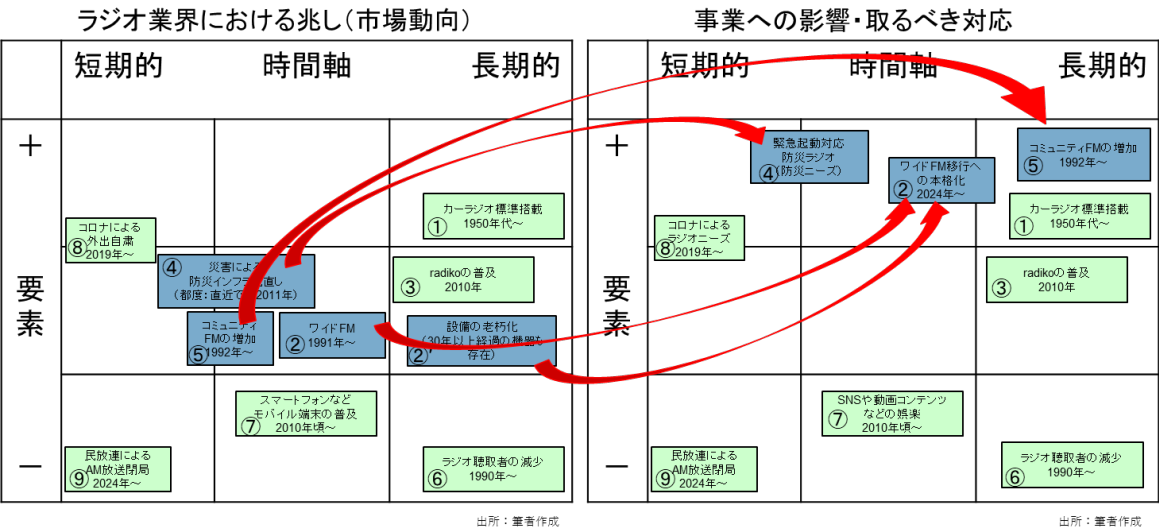 ラジオ業界における兆し(市場動向)
短期的
時間軸
長期的
+
要素
−
カーラジオ標準搭載
①
1950年代~
コロナによる
外出自粛
⑧
2019年~
④
災害による
防災インフラ見直し
(都度:直近で 2011年)
radikoの普及
③
2010年
コミュニティ
FMの増加
⑤
1992年~
ワイドFM
②
1991年~
設備の老朽化
(30年以上経過の機器な
②'
存在)
スマートフォンなど
モバイル端末の普及
⑦
2010年頃~
民放連による
AM放送閉局
⑨
2024年~
ラジオ聴取者の減少
⑥
1990年~
出所:筆者作成
事業への影響・取るべき対応
短期的
時間軸
長期的
+
要素
−
緊急起動対応
防災ラジオ
④
(防災ニーズ)
ワイドFM移行へ
②
の本格化
2024年~
コミュニティFMの増加
⑤
1992年~
カーラジオ標準搭載
①
1950年代~
コロナによる
ラジオニーズ
⑧
2019年~
radikoの普及
③
2010年
SNSや動画コンテンツ
⑦
などの娯楽
2010年頃~
民放連による
AM放送閉局
⑨
2024年~
ラジオ聴取者の減少
⑥
1990年~
出所:筆者作成